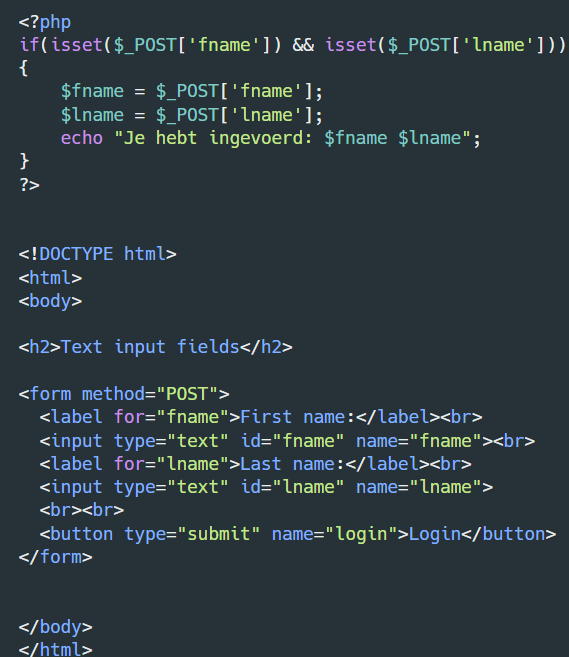 <?php
if(isset($_POST['fname']) && isset($_POST['lname']))
{
    $fname = $_POST['fname'];
    $lname = $_POST['lname'];
    echo "Je hebt ingevoerd: $fname $lname";
}
?>
<!DOCTYPE html>
<html>
<body>
<h2>Text input fields</h2>
<form method="POST">
  <label for="fname">First name:</label><br>
  <input type="text" id="fname" name="fname"><br>
  <label for="lname">Last name:</label><br>
  <input type="text" id="lname" name="lname">
  <br><br>
  <button type="submit" name="login">Login</button>
</form>
</body>
</html>